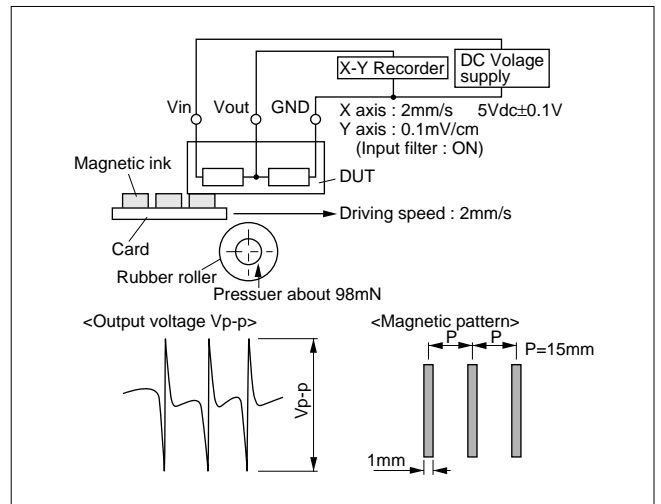 DC Volage
supply
X-Y Recorder
Vin Vout GND
X axis : 2mm/s 5Vdc±0.1V
Y axis : 0.1mV/cm
(Input filter : ON)
Magnetic ink
DUT
Driving speed : 2mm/s
Card
Rubber roller
Pressuer about 98mN
<Output voltage Vp-p> <Magnetic pattern>
P P
P=15mm
Vp-p
1mm